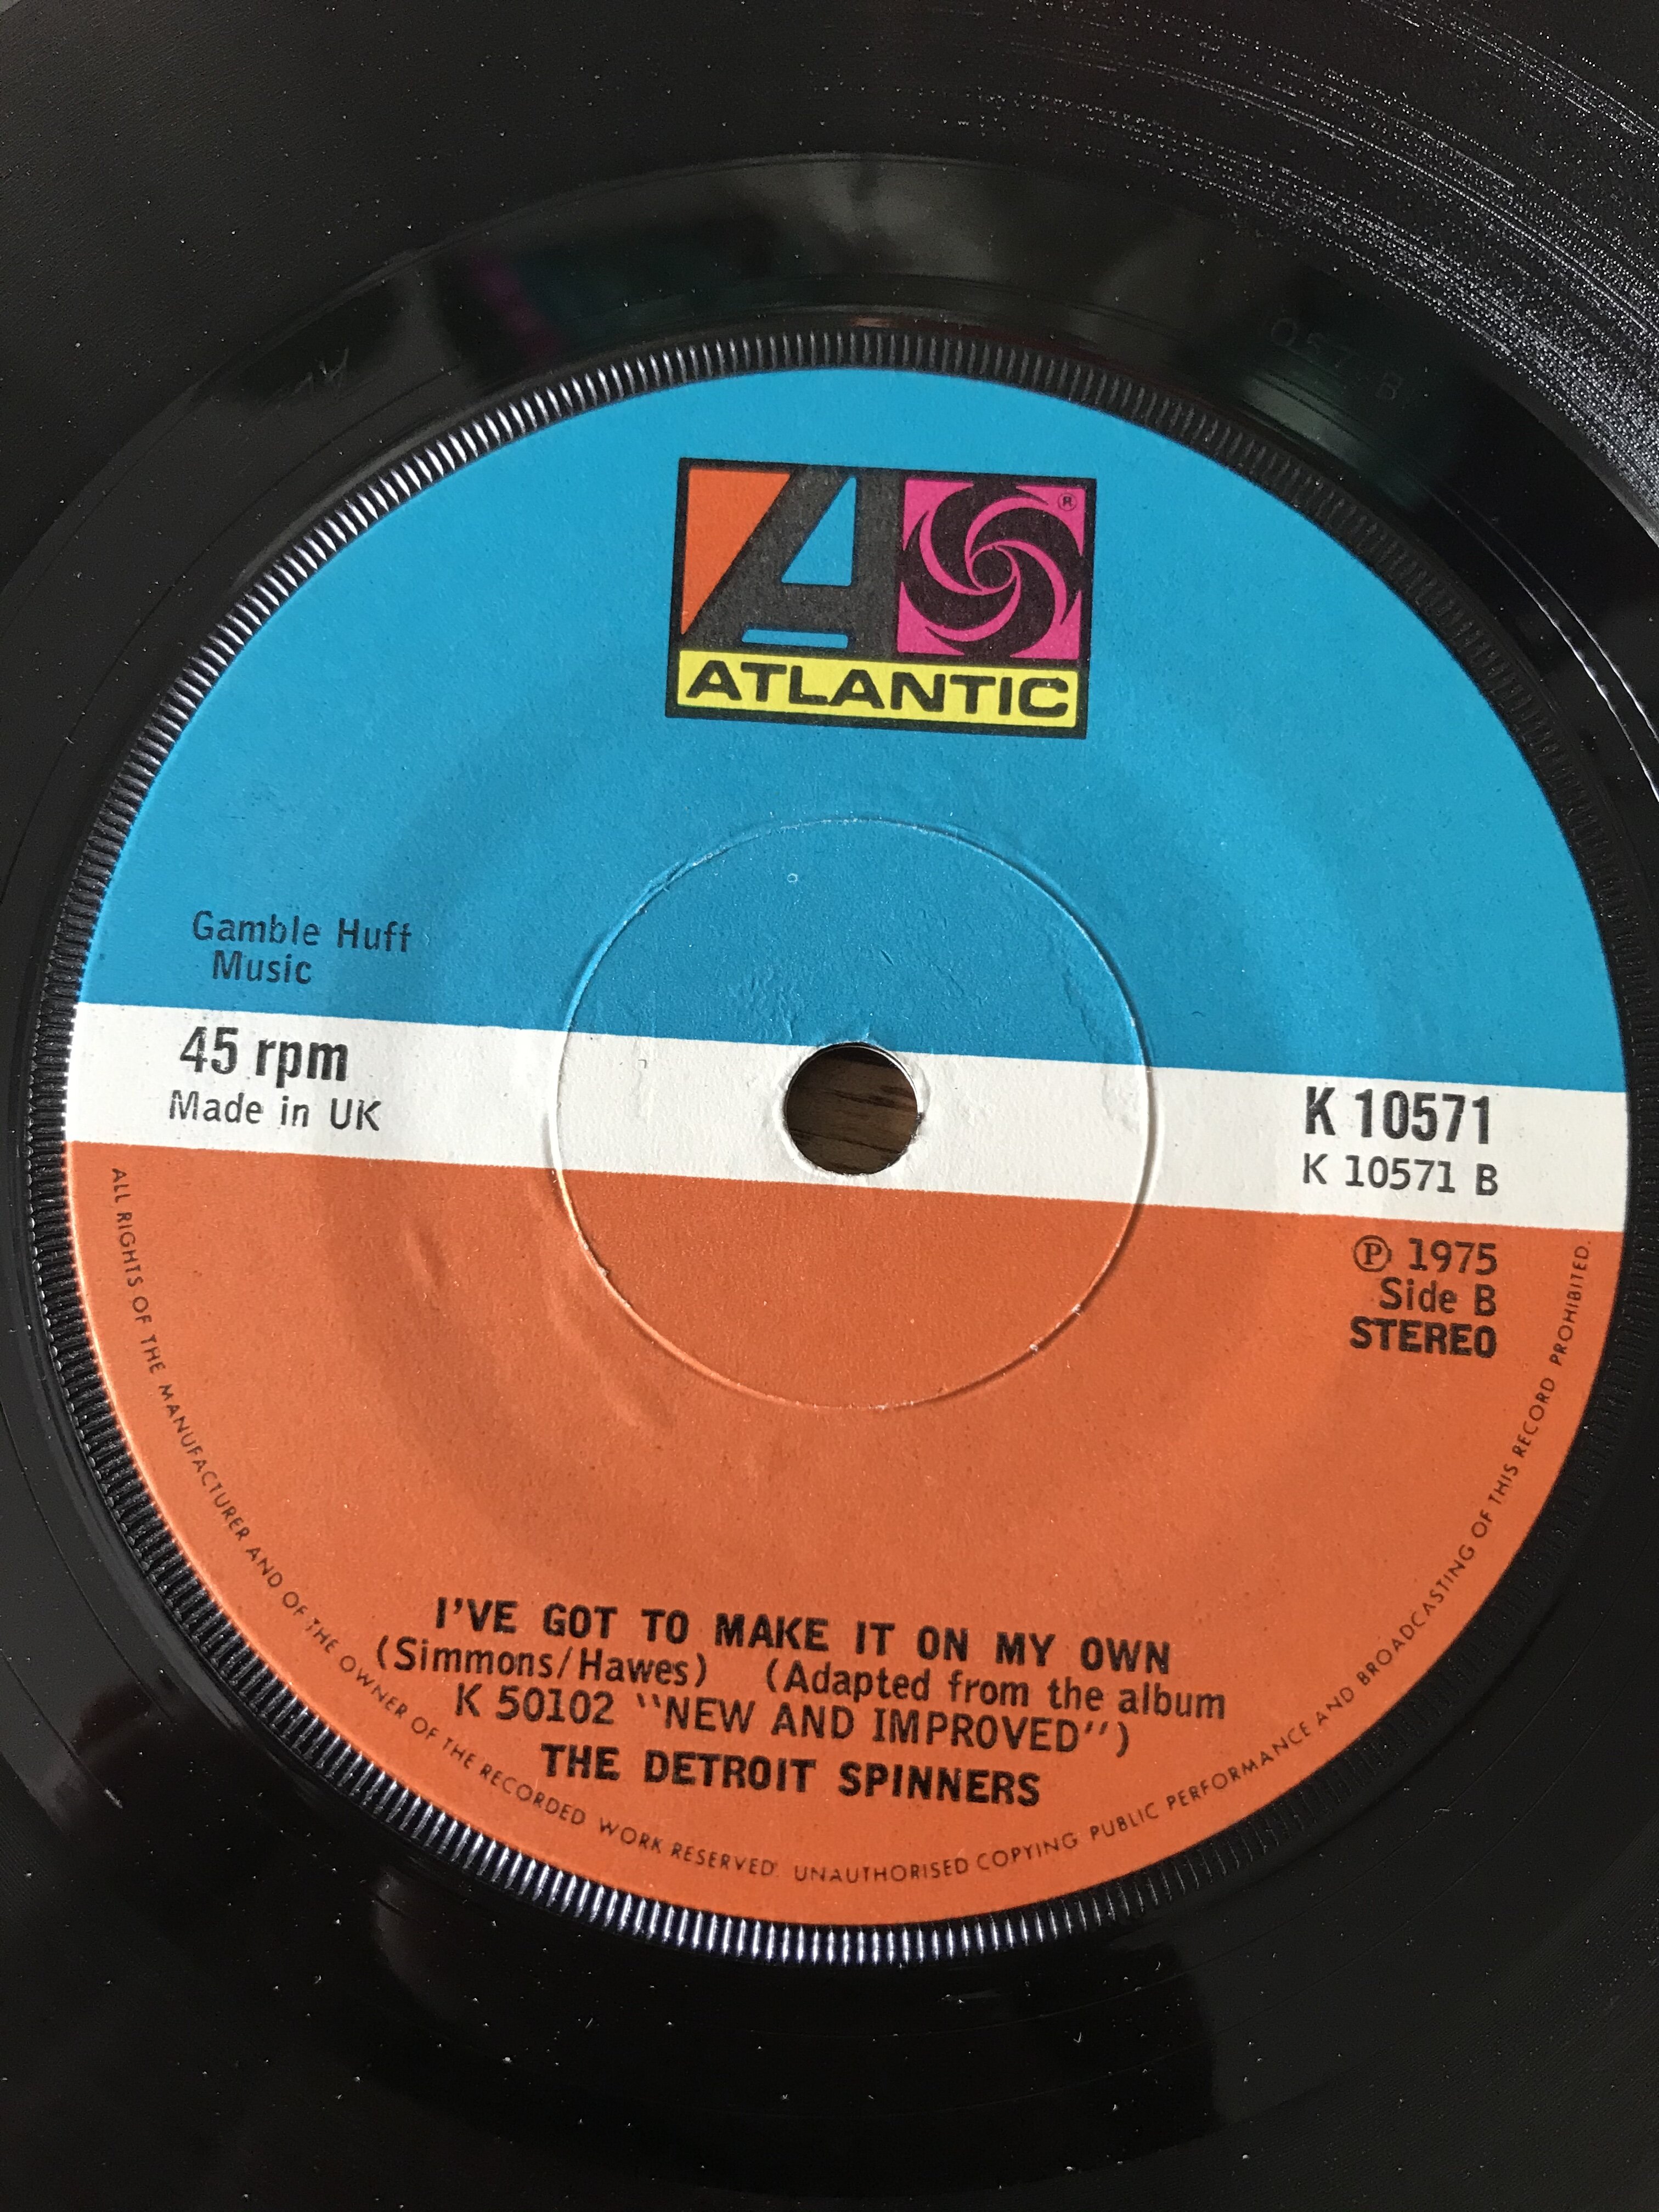 A
®
ATLANTIC
Gamble Huff
Music
45 rpm
Made in UK
K 10571
K 10571 B
℗ 1975
Side B
STEREO
I'VE GOT TO MAKE IT ON MY OWN
(Simmons/Hawes) (Adapted from the album
K 50102 "NEW AND IMPROVED")
THE DETROIT SPINNERS
ALL RIGHTS OF THE MANUFACTURER AND OF THE OWNER OF THE RECORDED WORK RESERVED. UNAUTHORISED COPYING PUBLIC PERFORMANCE AND BROADCASTING OF THIS RECORD PROHIBITED.